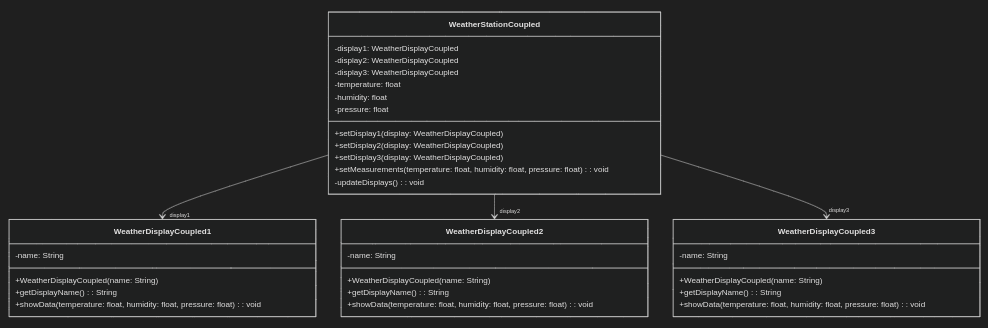 WeatherStationCoupled
-display1: WeatherDisplayCoupled
-display2: WeatherDisplayCoupled
-display3: WeatherDisplayCoupled
-temperature: float
-humidity: float
-pressure: float
+setDisplay1(display: WeatherDisplayCoupled)
+setDisplay2(display: WeatherDisplayCoupled)
+setDisplay3(display: WeatherDisplayCoupled)
+setMeasurements(temperature: float, humidity: float, pressure: float) : : void
-updateDisplays() : : void
display1
display2
display3
WeatherDisplayCoupled1
-name: String
+WeatherDisplayCoupled(name: String)
+getDisplayName() : : String
+showData(temperature: float, humidity: float, pressure: float) : : void
WeatherDisplayCoupled2
-name: String
+WeatherDisplayCoupled(name: String)
+getDisplayName() : : String
+showData(temperature: float, humidity: float, pressure: float) : : void
WeatherDisplayCoupled3
-name: String
+WeatherDisplayCoupled(name: String)
+getDisplayName() : : String
+showData(temperature: float, humidity: float, pressure: float) : : void